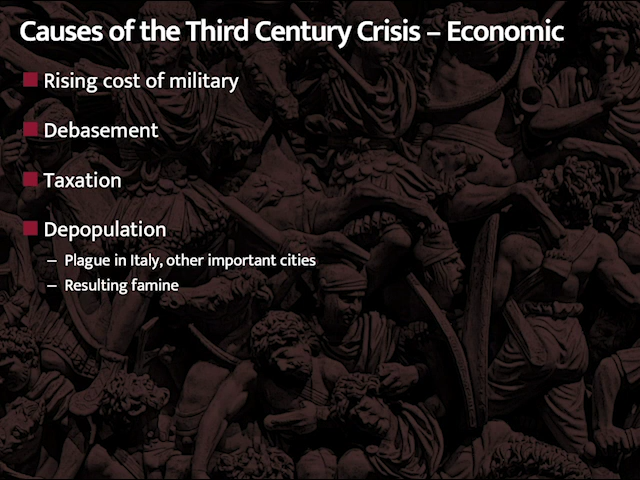 Causes of the Third Century Crisis – Economic
Rising cost of military
Debasement
Taxation
Depopulation
– Plague in Italy, other important cities
– Resulting famine